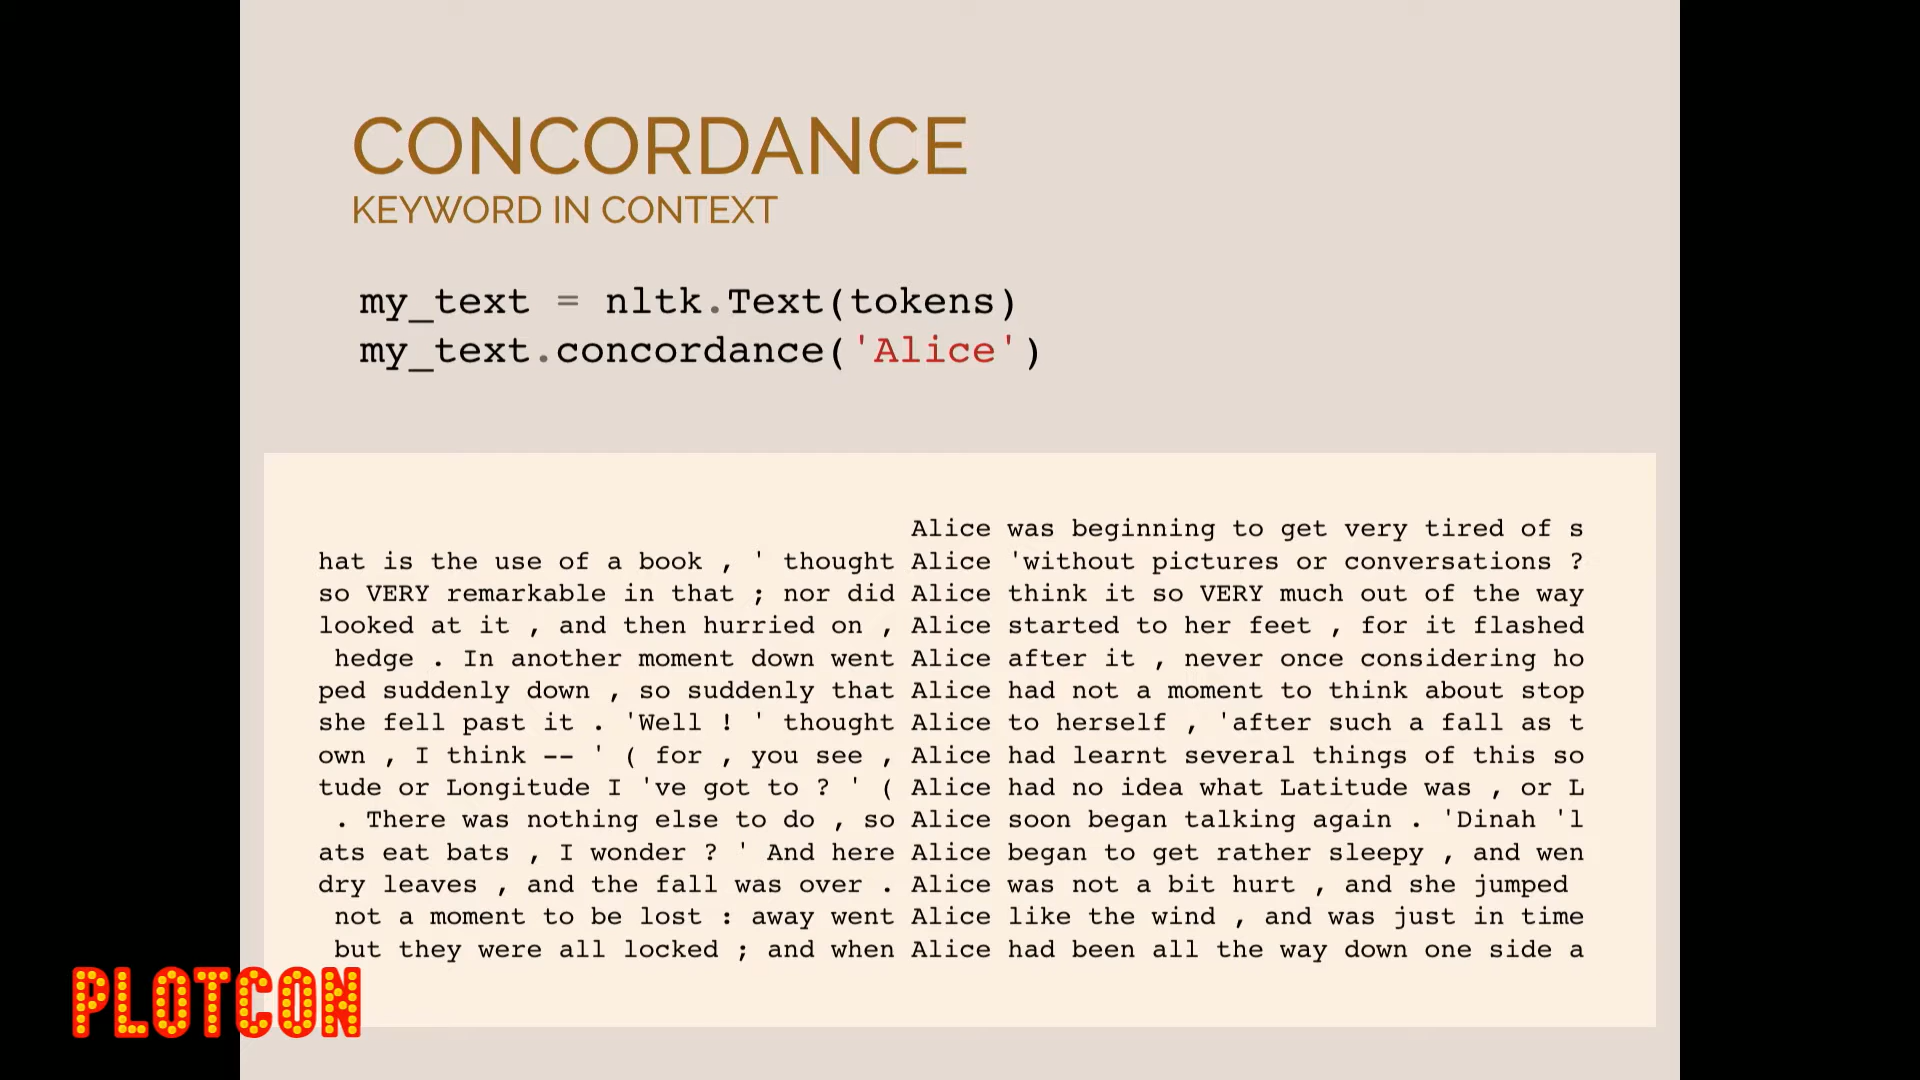 CONCORDANCE
KEYWORD IN CONTEXT
my_text = nltk.Text(tokens)
my_text.concordance('Alice')
Alice was beginning to get very tired of s
hat is the use of a book , ' thought Alice 'without pictures or conversations ?
so VERY remarkable in that ; nor did Alice think it so VERY much out of the way
looked at it , and then hurried on , Alice started to her feet , for it flashed
hedge . In another moment down went Alice after it , never once considering ho
ped suddenly down , so suddenly that Alice had not a moment to think about stop
she fell past it . 'Well ! ' thought Alice to herself , 'after such a fall as t
own , I think -- ' ( for , you see , Alice had learnt several things of this so
tude or Longitude I 've got to ? ' ( Alice had no idea what Latitude was , or L
. There was nothing else to do , so Alice soon began talking again . 'Dinah 'l
ats eat bats , I wonder ? ' And here Alice began to get rather sleepy , and wen
dry leaves , and the fall was over . Alice was not a bit hurt , and she jumped
not a moment to be lost : away went Alice like the wind , and was just in time
but they were all locked ; and when Alice had been all the way down one side a
PLOTCON